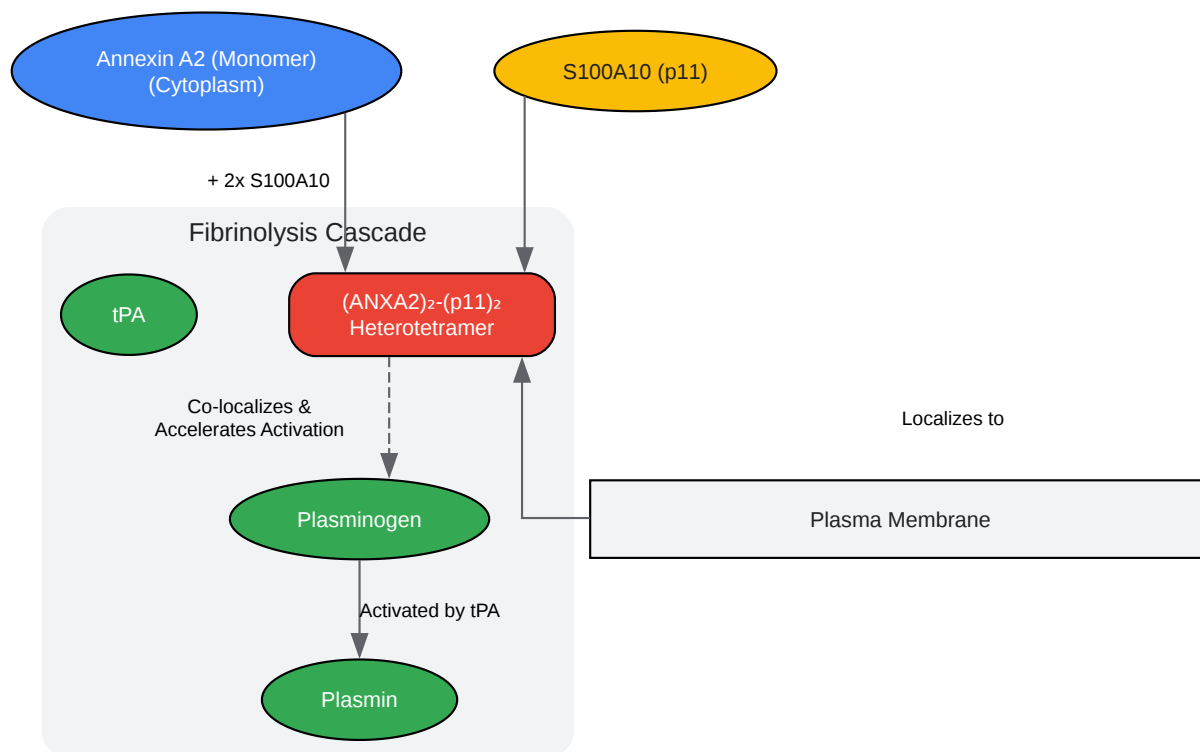 Annexin A2 (Monomer)
(Cytoplasm)
S100A10 (p11)
+ 2x S100A10
Fibrinolysis Cascade
tPA
(ANXA2)₂-(p11)₂
Heterotetramer
Co-localizes &
Accelerates Activation
Localizes to
Plasminogen
Plasma Membrane
Activated by tPA
Plasmin